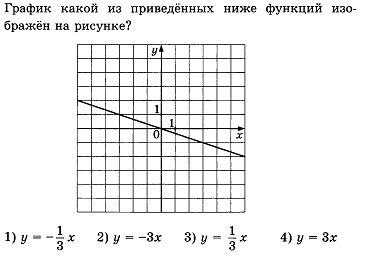 График какой из приведённых ниже функций изо-
бражён на рисунке?
y
1
1
0
x
1) y = -1/3 x 2) y = -3x 3) y = 1/3 x 4) y = 3x